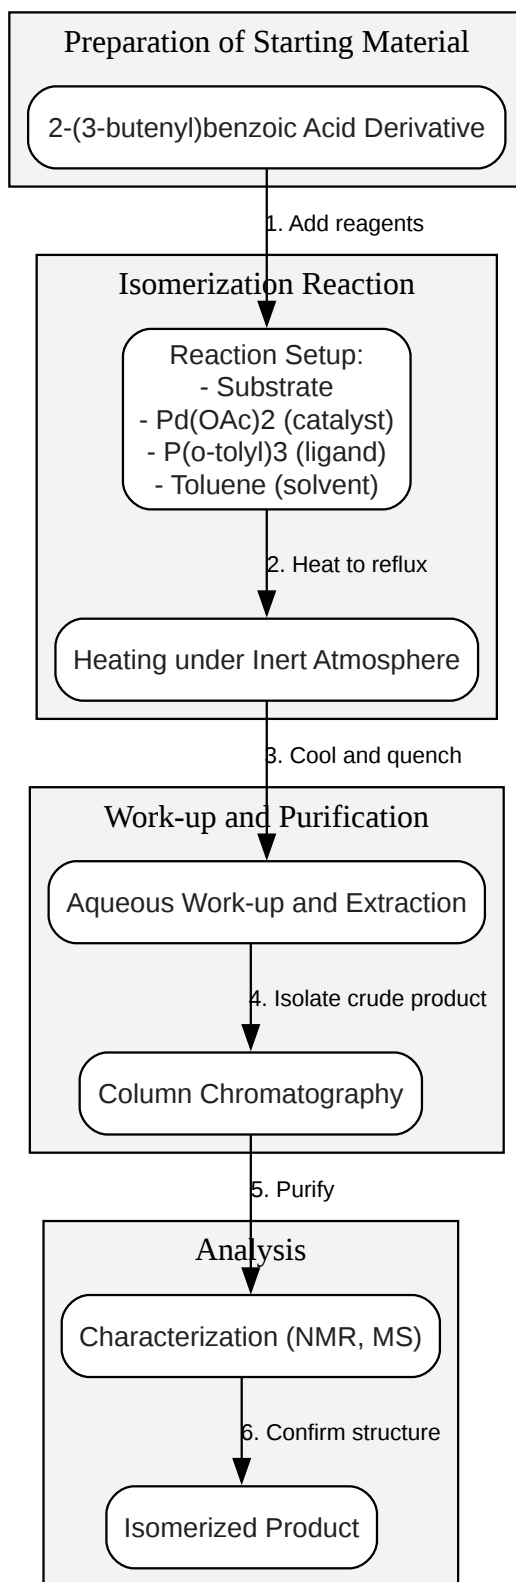 Preparation of Starting Material
2-(3-butenyl)benzoic Acid Derivative
1. Add reagents
Isomerization Reaction
Reaction Setup:
- Substrate
- Pd(OAc)2 (catalyst)
- P(o-tolyl)3 (ligand)
- Toluene (solvent)
2. Heat to reflux
Heating under Inert Atmosphere
3. Cool and quench
Work-up and Purification
Aqueous Work-up and Extraction
4. Isolate crude product
Column Chromatography
5. Purify
Analysis
Characterization (NMR, MS)
6. Confirm structure
Isomerized Product